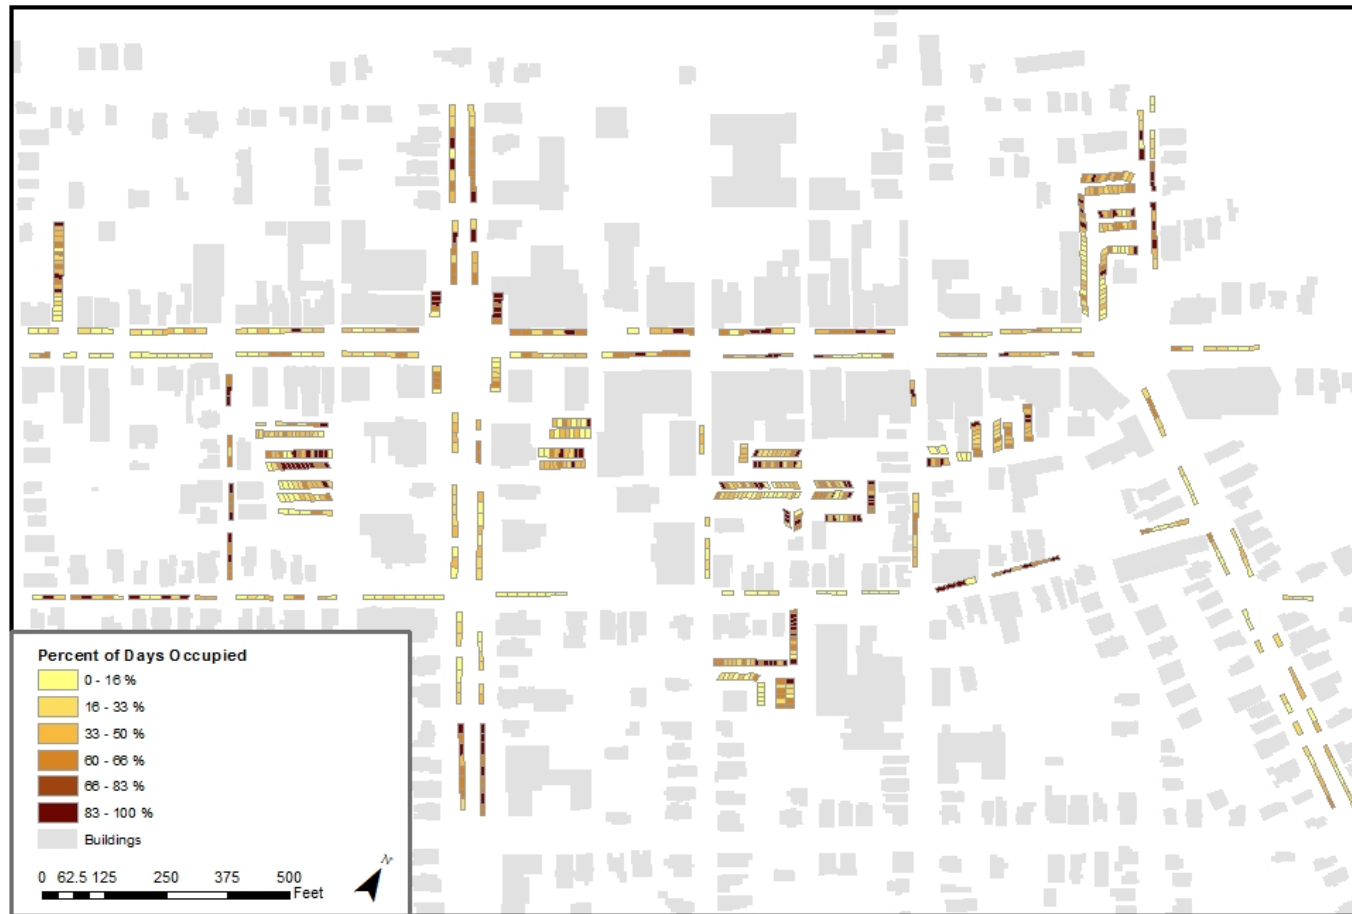 Percent of Days Occupied
0 - 16 %
16 - 33 %
33 - 50 %
60 - 66 %
66 - 83 %
83 - 100 %
Buildings
N
0 62.5 125 250 375 500
Feet